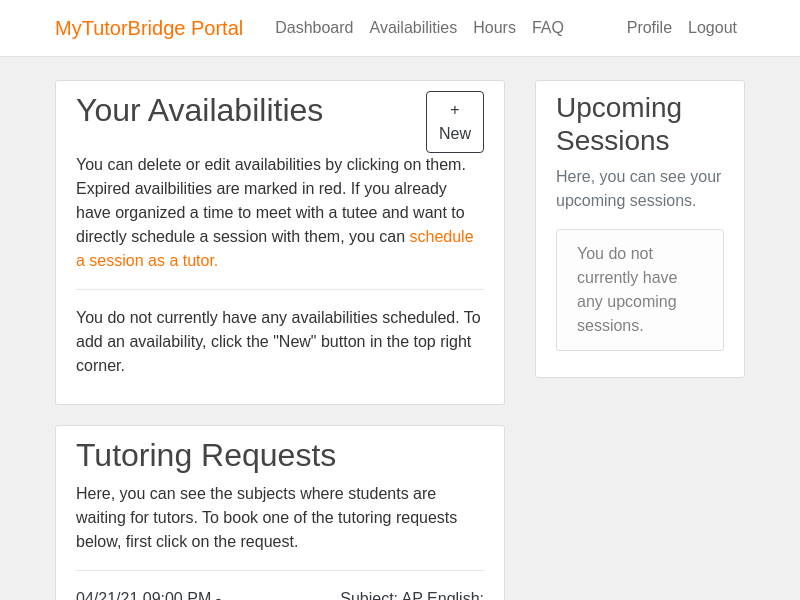 MyTutorBridge Portal Dashboard Availabilities Hours FAQ Profile Logout
Your Availabilities
+
New
You can delete or edit availabilities by clicking on them.
Expired availbilities are marked in red. If you already
have organized a time to meet with a tutee and want to
directly schedule a session with them, you can schedule
a session as a tutor.
You do not currently have any availabilities scheduled. To
add an availability, click the "New" button in the top right
corner.
Tutoring Requests
Here, you can see the subjects where students are
waiting for tutors. To book one of the tutoring requests
below, first click on the request.
04/21/21 09:00 PM - Subject: AP English:
Upcoming
Sessions
Here, you can see your
upcoming sessions.
You do not
currently have
any upcoming
sessions.